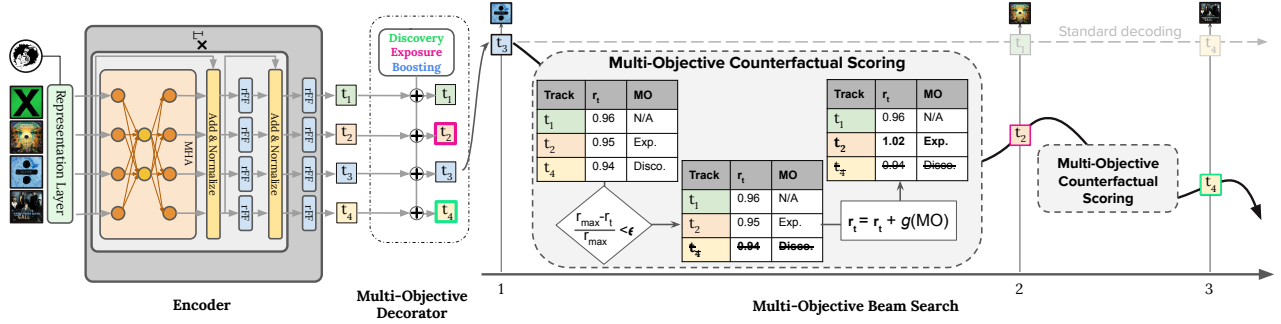 L
×
Representation Layer
MHA
Add & Normalize
rFF
rFF
rFF
rFF
Add & Normalize
rFF
rFF
rFF
rFF
t1
t2
t3
t4
Encoder
Discovery
Exposure
Boosting
t1
t2
t3
t4
Multi-Objective
Decorator
t3
Multi-Objective Counterfactual Scoring
Track rt MO
t1 0.96 N/A
t2 0.95 Exp.
t4 0.94 Disco.
rmax-rt
rmax
<ϵ
Track rt MO
t1 0.96 N/A
t2 0.95 Exp.
t4 0.94 Disco.
rt = rt + g(MO)
Track rt MO
t1 0.96 N/A
t2 1.02 Exp.
t4 0.94 Disco.
Standard decoding
t1
t4
t2
Multi-Objective
Counterfactual
Scoring
t4
1
2
3
Multi-Objective Beam Search